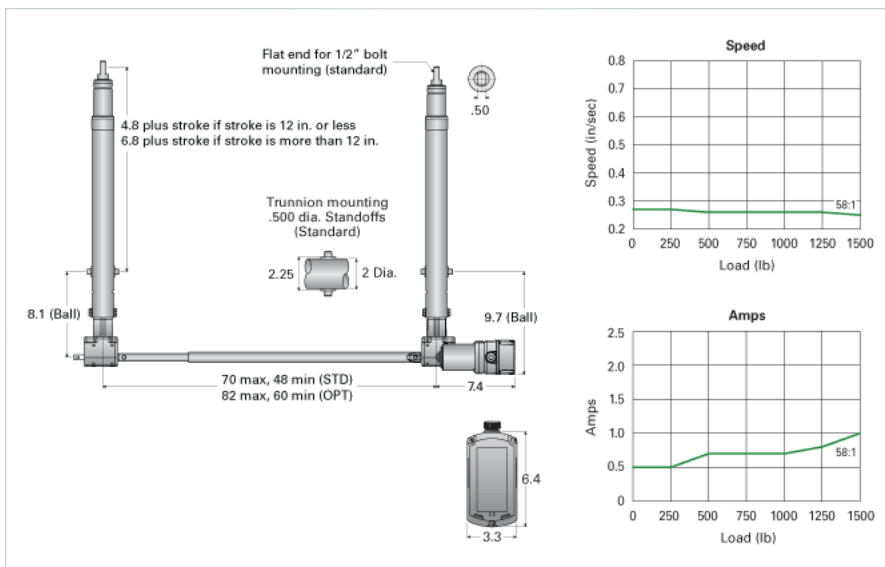 Flat end for 1/2" bolt
mounting (standard)
.50
4.8 plus stroke if stroke is 12 in. or less
6.8 plus stroke if stroke is more than 12 in.
Trunnion mounting
.500 dia. Standoffs
(Standard)
2.25
2 Dia.
8.1 (Ball)
9.7 (Ball)
70 max, 48 min (STD)
82 max, 60 min (OPT)
7.4
6.4
3.3
Speed
Speed (in/sec)
0.8
0.7
0.6
0.5
0.4
0.3
0.2
58:1
0 250 500 750 1000 1250 1500
Load (lb)
Amps
Amps
2.5
2.0
1.5
1.0
0.5
0
58:1
0 250 500 750 1000 1250 1500
Load (lb)